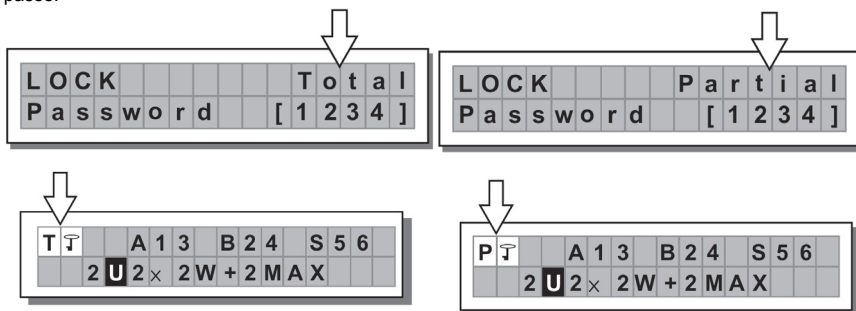 passe.
LOCK Total
Password [1234]
LOCK Partial
Password [1234]
T A13 B24 S56
2U2× 2W+2MAX
P A13 B24 S56
2U2× 2W+2MAX